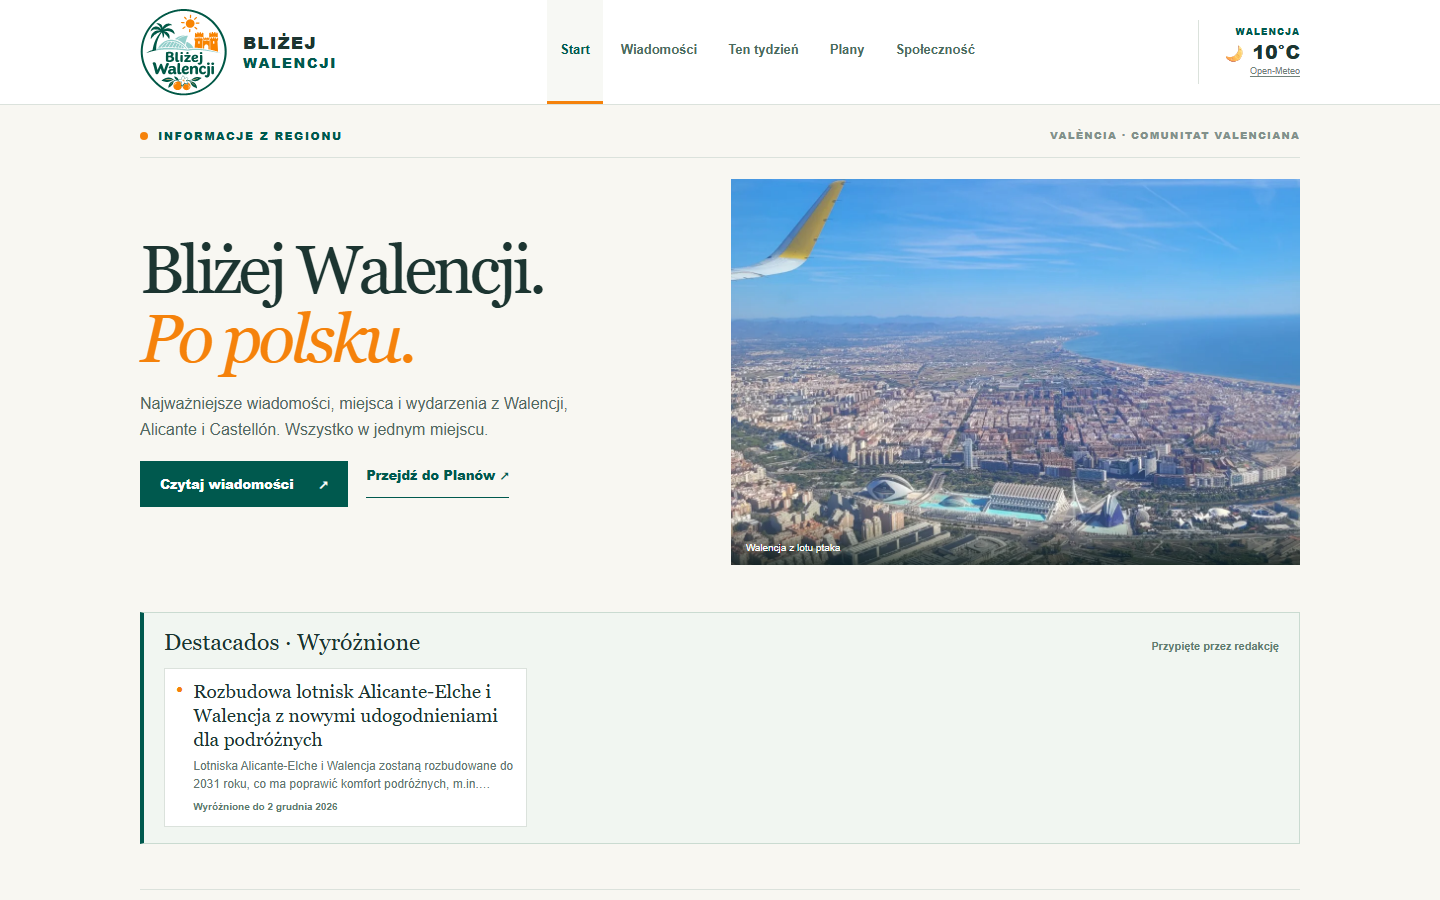 Bliżej
Walencji
BLIŻEJ
WALENCJI
Start
Wiadomości
Ten tydzień
Plany
Społeczność
WALENCJA
10°C
Open-Meteo
INFORMACJE Z REGIONU
VALÈNCIA · COMUNITAT VALENCIANA
Bliżej Walencji.
Po polsku.
Najważniejsze wiadomości, miejsca i wydarzenia z Walencji,
Alicante i Castellón. Wszystko w jednym miejscu.
Czytaj wiadomości ↗
Przejdź do Planów ↗
Walencja z lotu ptaka
Destacados · Wyróżnione
Przypięte przez redakcję
Rozbudowa lotnisk Alicante-Elche i
Walencja z nowymi udogodnieniami
dla podróżnych
Lotniska Alicante-Elche i Walencja zostaną rozbudowane do
2031 roku, co ma poprawić komfort podróżnych, m.in.…
Wyróżnione do 2 grudnia 2026